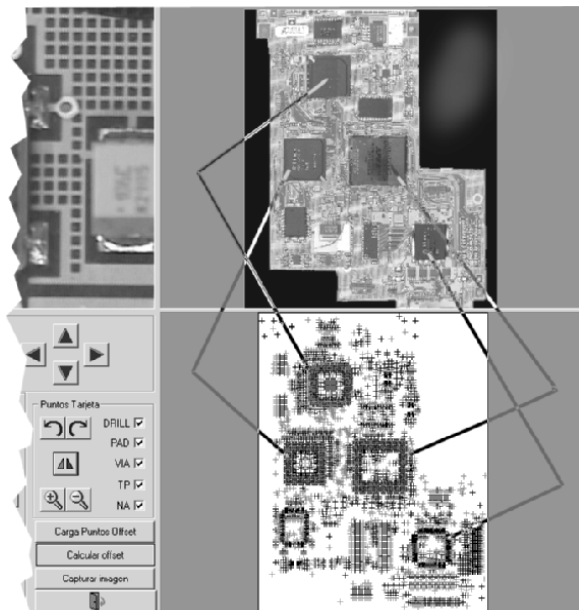 Puntos Tarjeta
DRILL
PAD
VIA
TP
NA
Carga Puntos Offset
Calcular offset
Capturar imagen